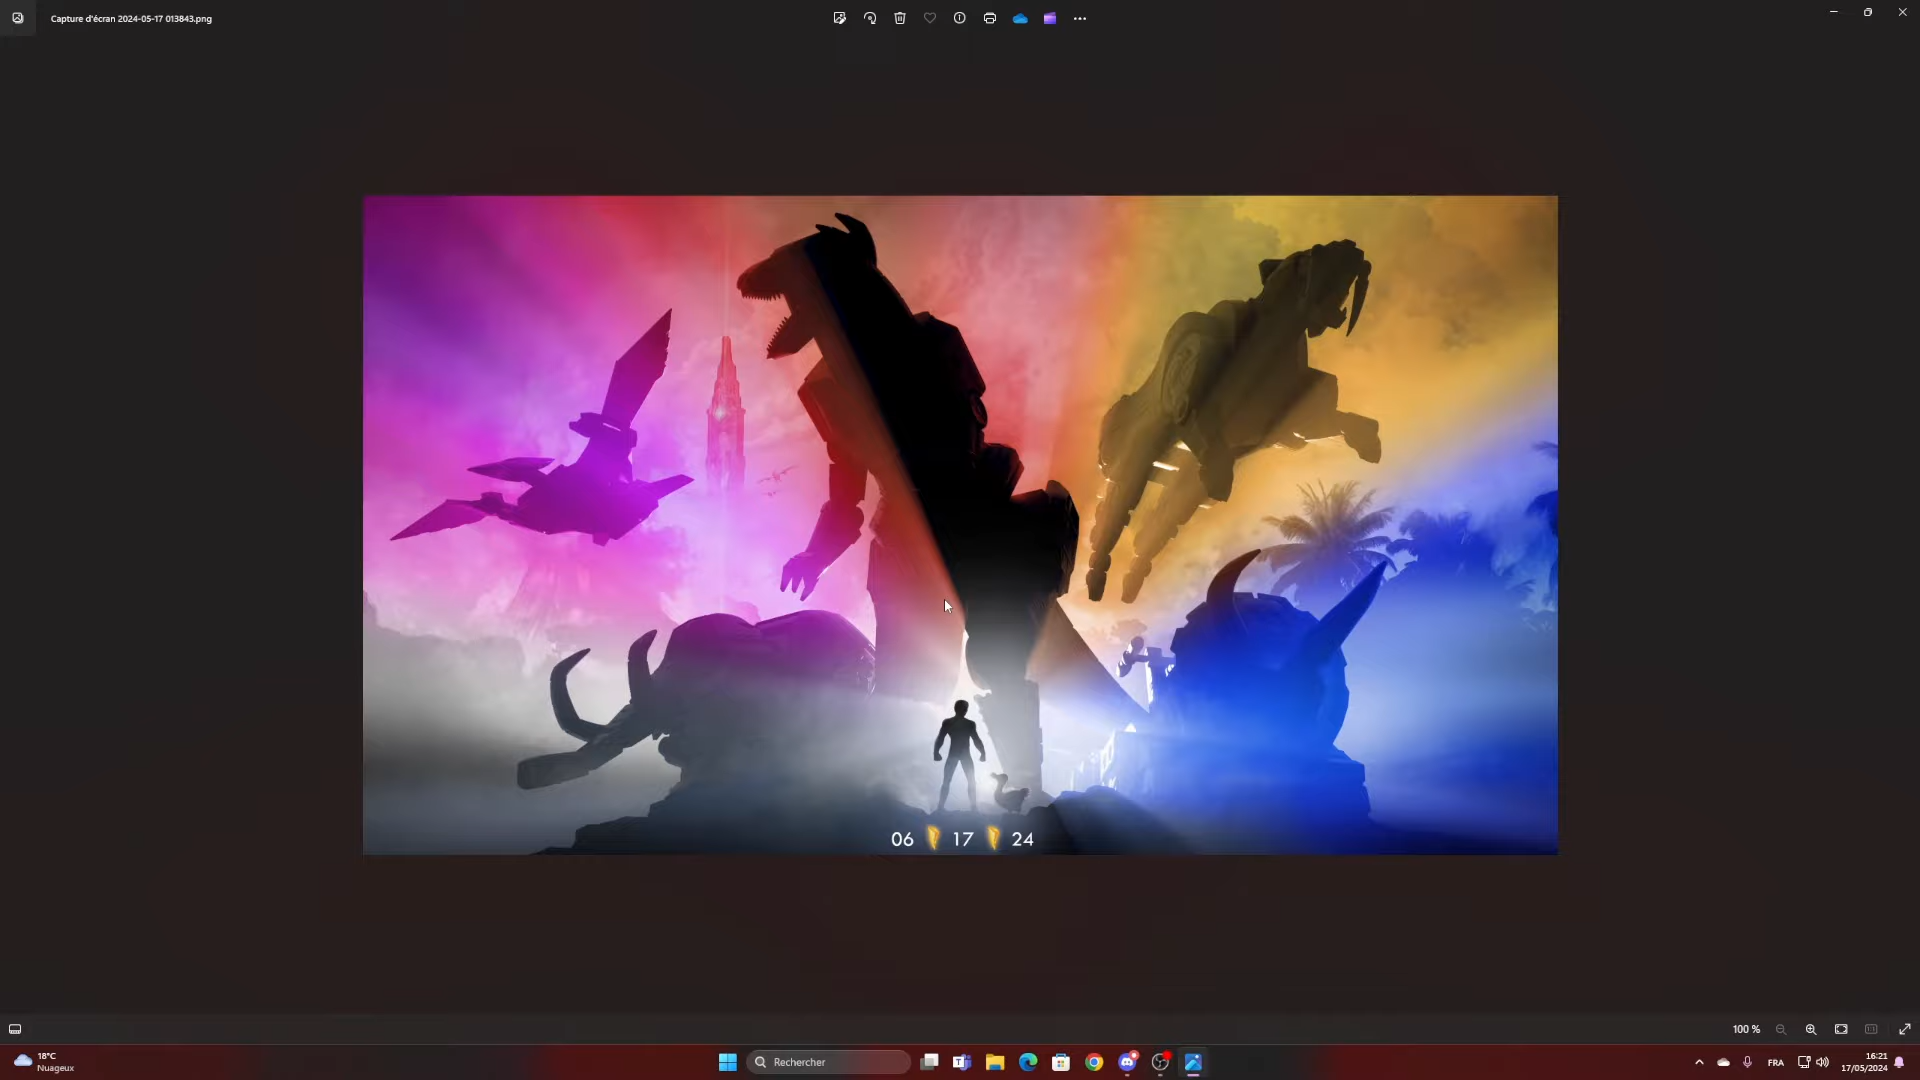 Capture d'écran 2024-05-17 013843.png
06 17 24
100 %
18°C
Nuageux
Rechercher
FRA
16:21
17/05/2024